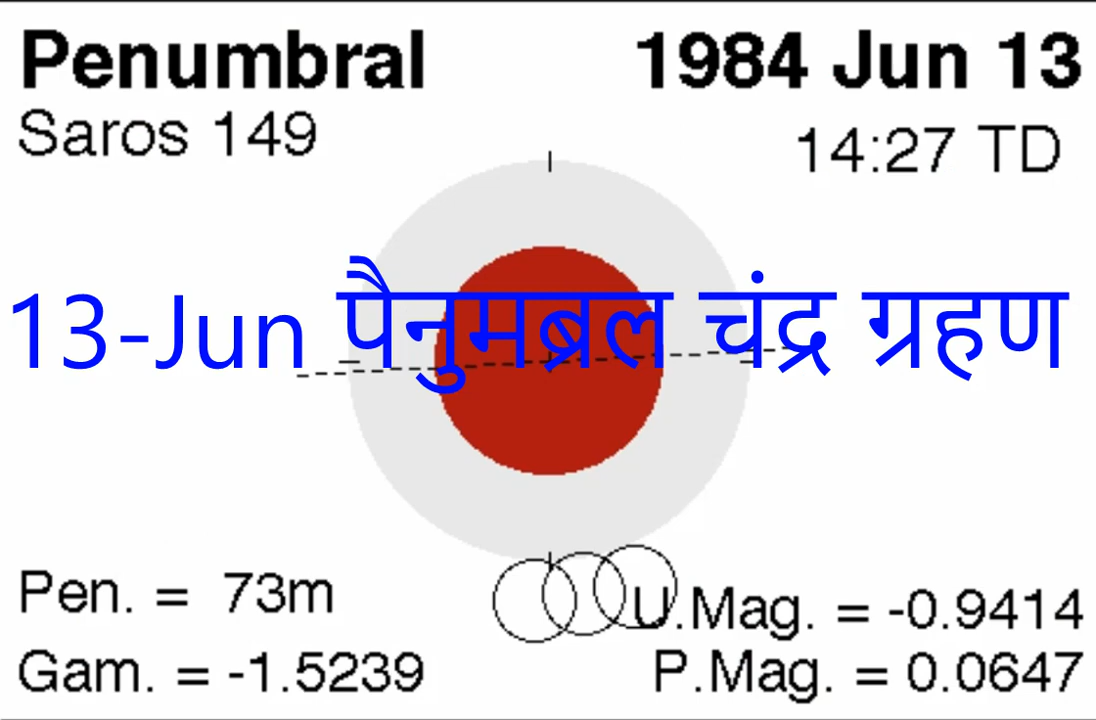 Penumbral 1984 Jun 13
Saros 149 14:27 TD
13-Jun पैनुमब्रल चंद्र ग्रहण
Pen. = 73m U.Mag. = -0.9414
Gam. = -1.5239 P.Mag. = 0.0647